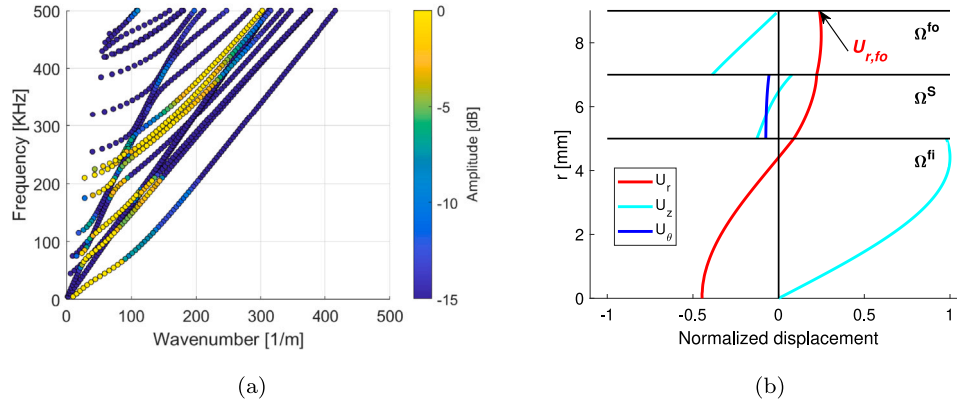 500
400
300
200
100
0
0 100 200 300 400 500
Frequency [KHz]
Wavenumber [1/m]
0
-5
-10
-15
Amplitude [dB]
(a)
8
6
4
2
0
r [mm]
-1 -0.5 0 0.5 1
Normalized displacement
Ω^fo
U_r,fo
Ω^S
Ω^fi
U_r
U_z
U_θ
(b)